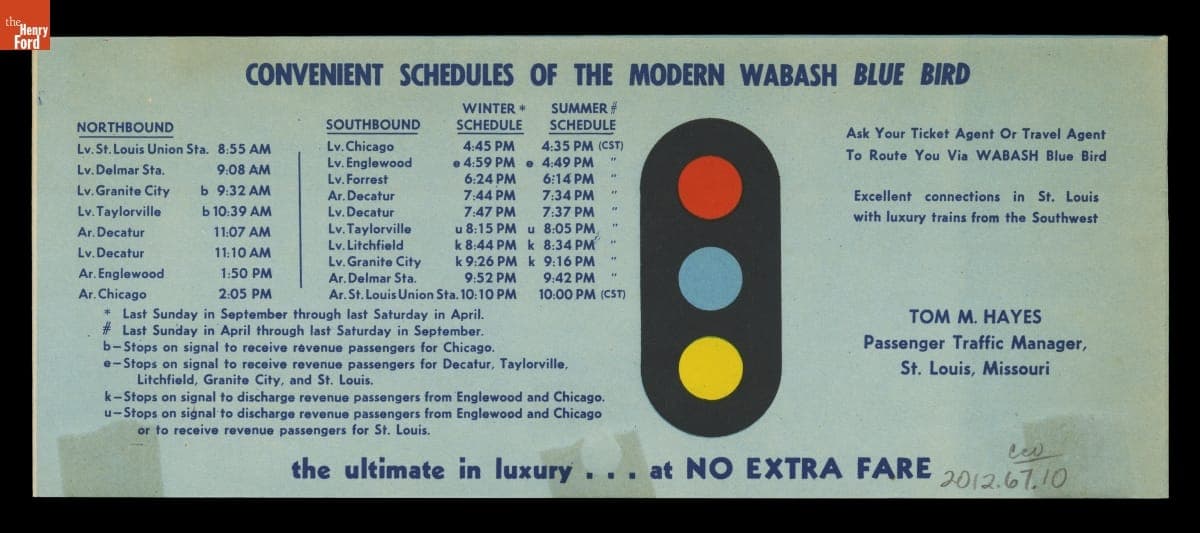 the
Henry
Ford
CONVENIENT SCHEDULES OF THE MODERN WABASH BLUE BIRD
NORTHBOUND
Lv. St. Louis Union Sta. 8:55 AM
Lv. Delmar Sta. 9:08 AM
Lv. Granite City b 9:32 AM
Lv. Taylorville b 10:39 AM
Ar. Decatur 11:07 AM
Lv. Decatur 11:10 AM
Ar. Englewood 1:50 PM
Ar. Chicago 2:05 PM
WINTER * SUMMER #
SOUTHBOUND SCHEDULE SCHEDULE
Lv. Chicago 4:45 PM 4:35 PM (CST)
Lv. Englewood e 4:59 PM e 4:49 PM "
Lv. Forrest 6:24 PM 6:14 PM "
Ar. Decatur 7:44 PM 7:34 PM "
Lv. Decatur 7:47 PM 7:37 PM "
Lv. Taylorville u 8:15 PM u 8:05 PM "
Lv. Litchfield k 8:44 PM k 8:34 PM "
Lv. Granite City k 9:26 PM k 9:16 PM "
Ar. Delmar Sta. 9:52 PM 9:42 PM "
Ar. St. Louis Union Sta. 10:10 PM 10:00 PM (CST)
* Last Sunday in September through last Saturday in April.
# Last Sunday in April through last Saturday in September.
b—Stops on signal to receive revenue passengers for Chicago.
e—Stops on signal to receive revenue passengers for Decatur, Taylorville,
Litchfield, Granite City, and St. Louis.
k—Stops on signal to discharge revenue passengers from Englewood and Chicago.
u—Stops on signal to discharge revenue passengers from Englewood and Chicago
or to receive revenue passengers for St. Louis.
Ask Your Ticket Agent Or Travel Agent
To Route You Via WABASH Blue Bird
Excellent connections in St. Louis
with luxury trains from the Southwest
TOM M. HAYES
Passenger Traffic Manager,
St. Louis, Missouri
the ultimate in luxury . . . at NO EXTRA FARE
2012.67.10